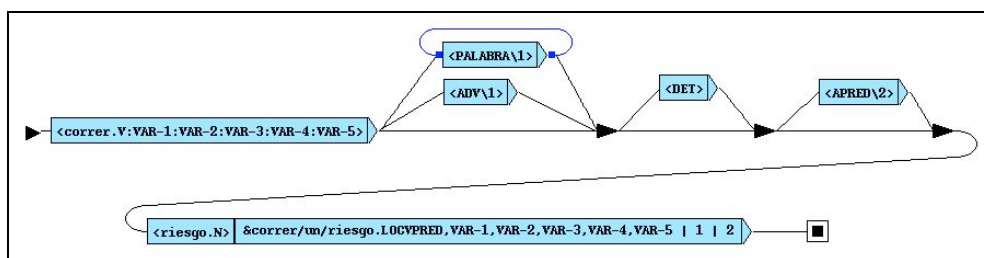 <PALABRA\1>
<ADV\1>
<DET>
<APRED\2>
<correr.V:VAR-1:VAR-2:VAR-3:VAR-4:VAR-5>
<riesgo.N> &correr/un/riesgo.LOCVPRED,VAR-1,VAR-2,VAR-3,VAR-4,VAR-5 | 1 | 2